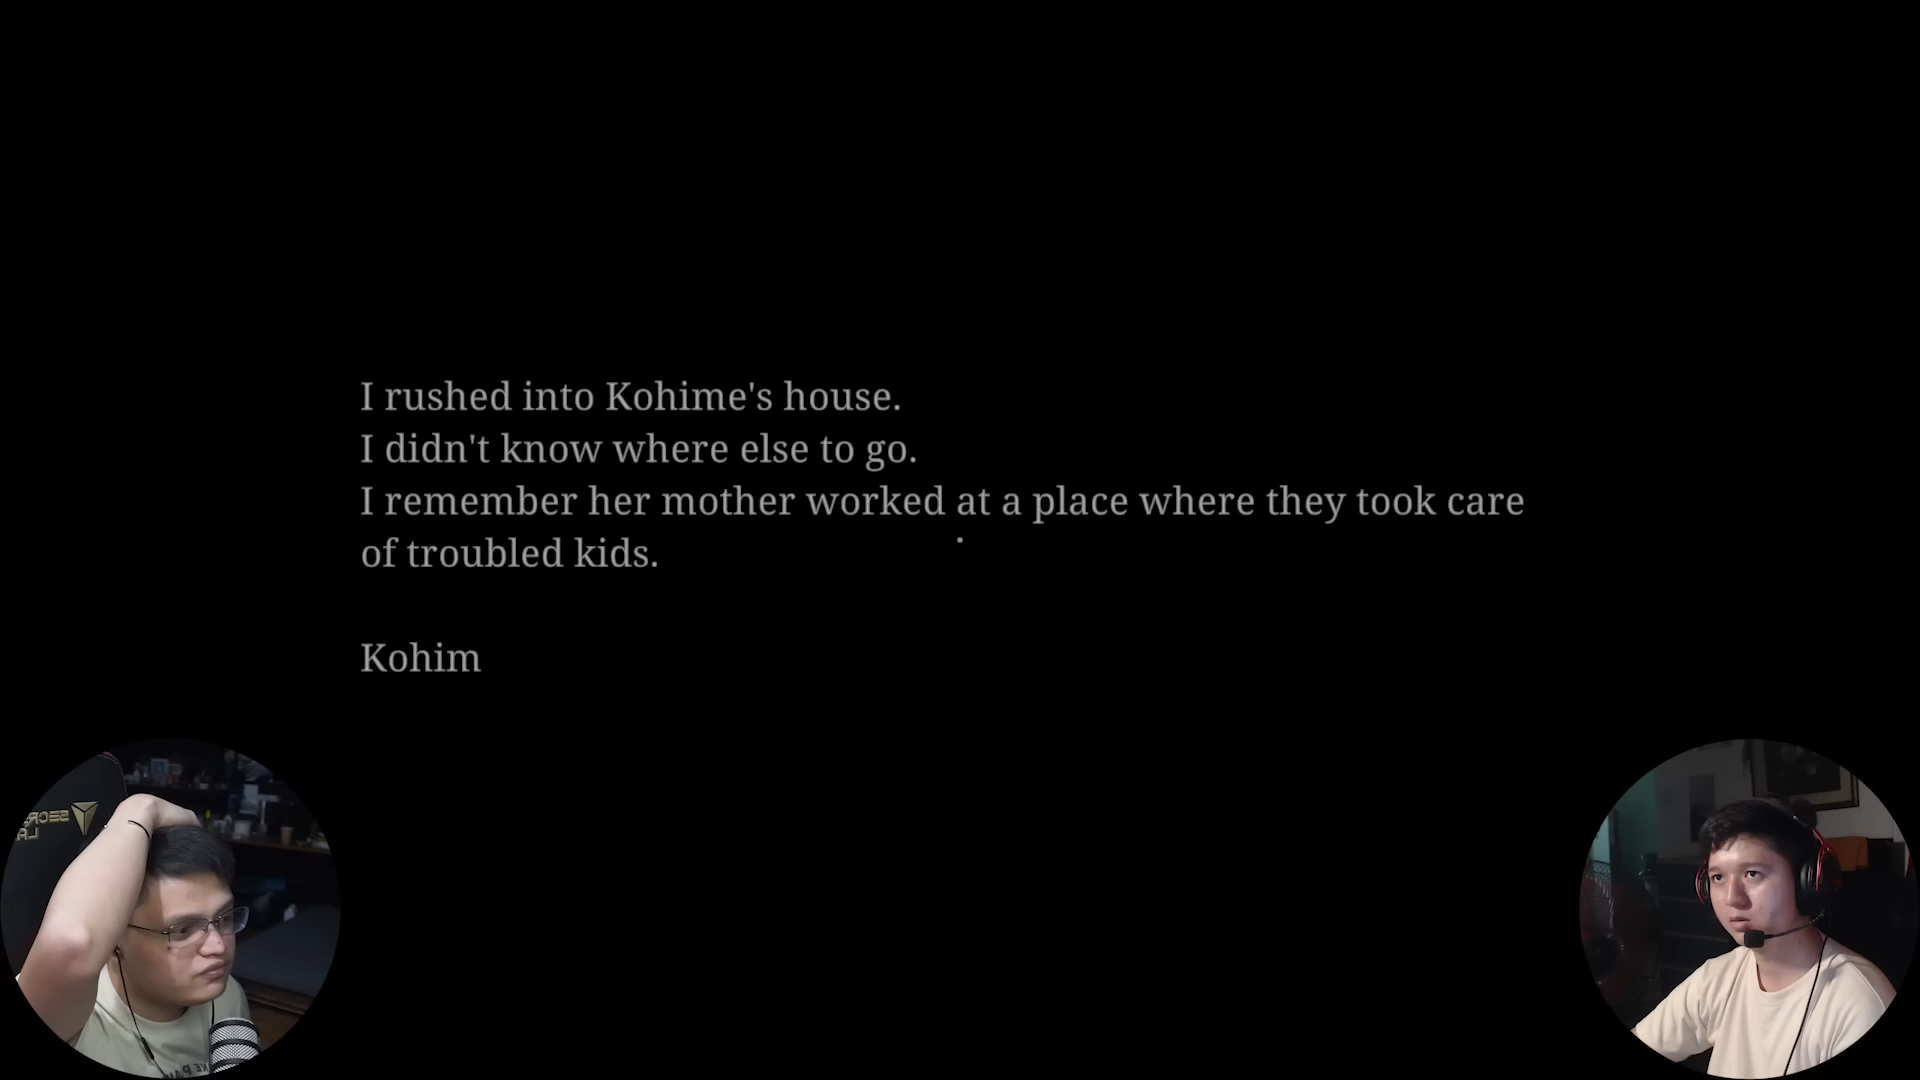 I rushed into Kohime's house.
I didn't know where else to go.
I remember her mother worked at a place where they took care
of troubled kids.
Kohim